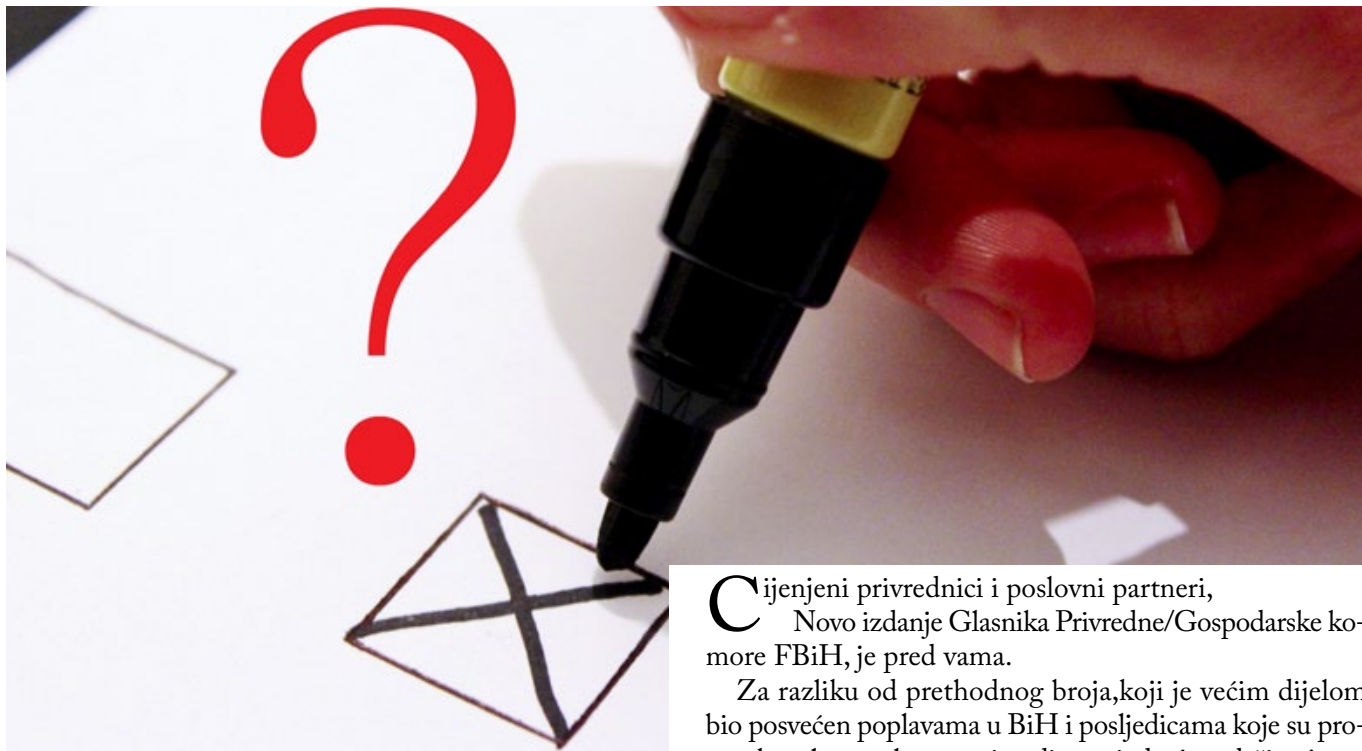 ?
Cijenjeni privrednici i poslovni partneri,
Novo izdanje Glasnika Privredne/Gospodarske ko-
more FBiH, je pred vama.
Za razliku od prethodnog broja,koji je većim dijelom
bio posvećen poplavama u BiH i posljedicama koje su pro-